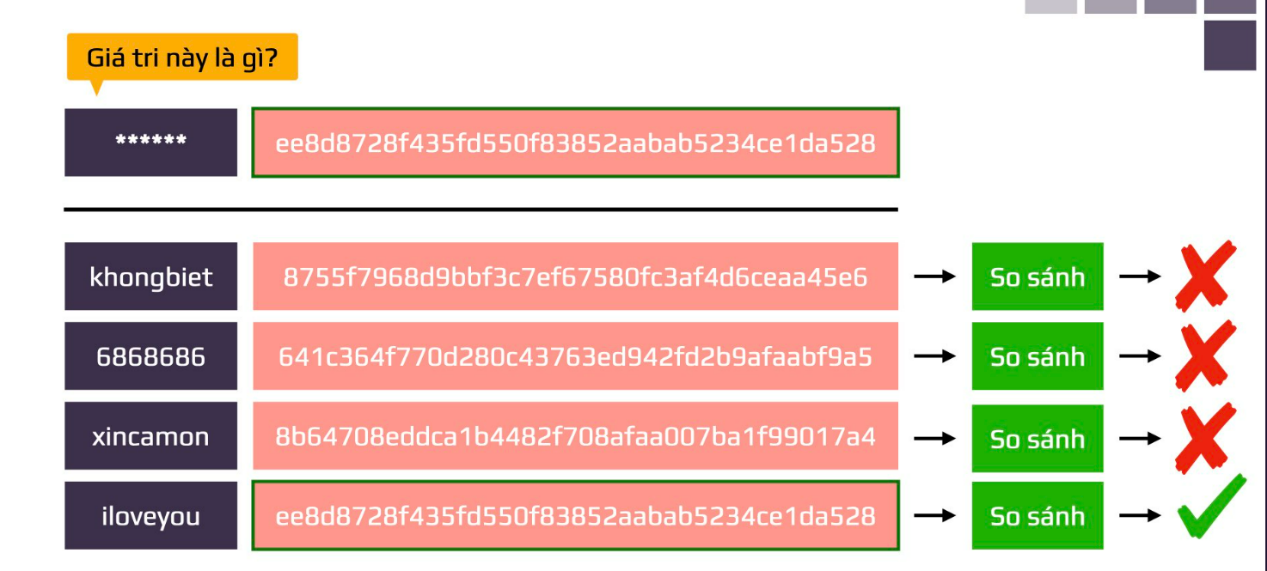 Giá tri này là gì?
****** ee8d8728f435fd550f83852aabab5234ce1da528
khongbiet 8755f7968d9bbf3c7ef67580fc3af4d6ceaa45e6 So sánh
6868686 641c364f770d280c43763ed942fd2b9afaabf9a5 So sánh
xincamon 8b64708eddca1b4482f708afaa007ba1f99017a4 So sánh
iloveyou ee8d8728f435fd550f83852aabab5234ce1da528 So sánh